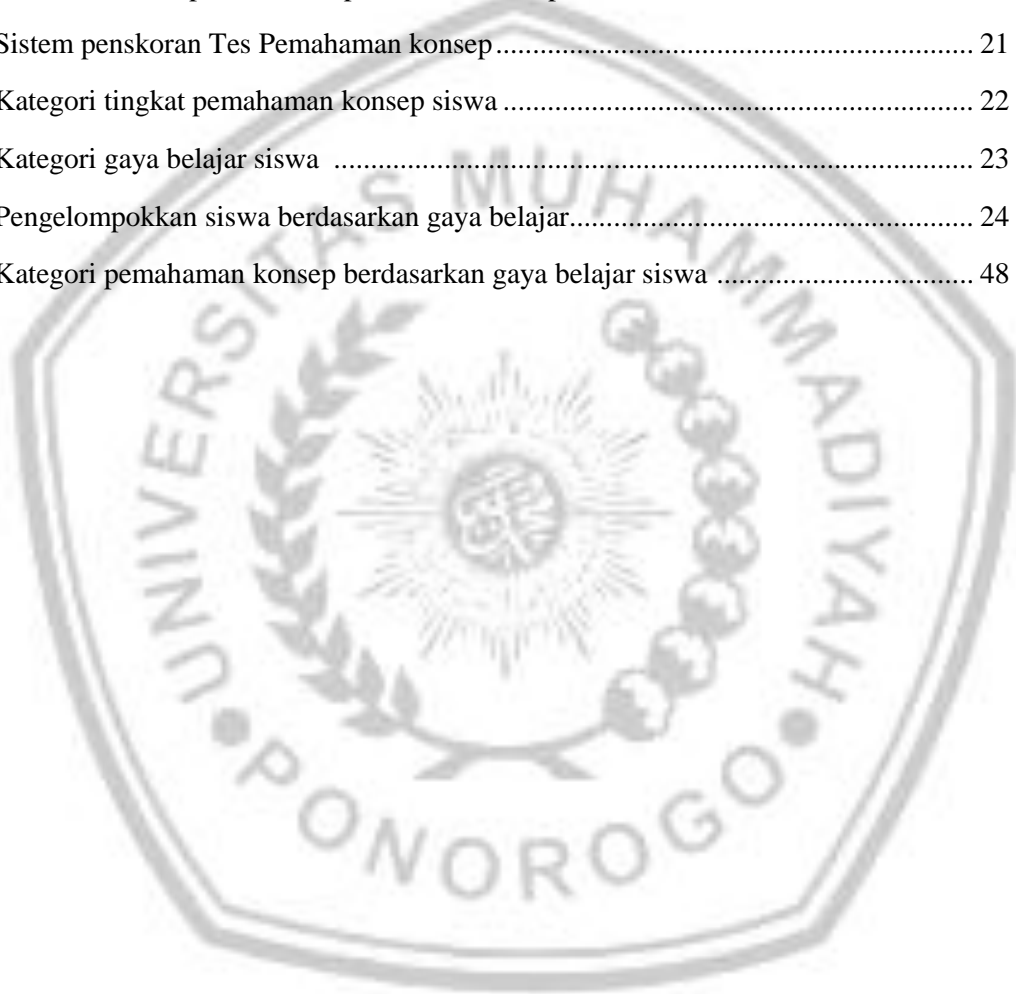 Sistem penskoran Tes Pemahaman konsep ........ 21
Kategori tingkat pemahaman konsep siswa ........ 22
Kategori gaya belajar siswa ........ 23
Pengelompokkan siswa berdasarkan gaya belajar ........ 24
Kategori pemahaman konsep berdasarkan gaya belajar siswa ........ 48
UNIVERSITAS MUHAMMADIYAH
PONOROGO